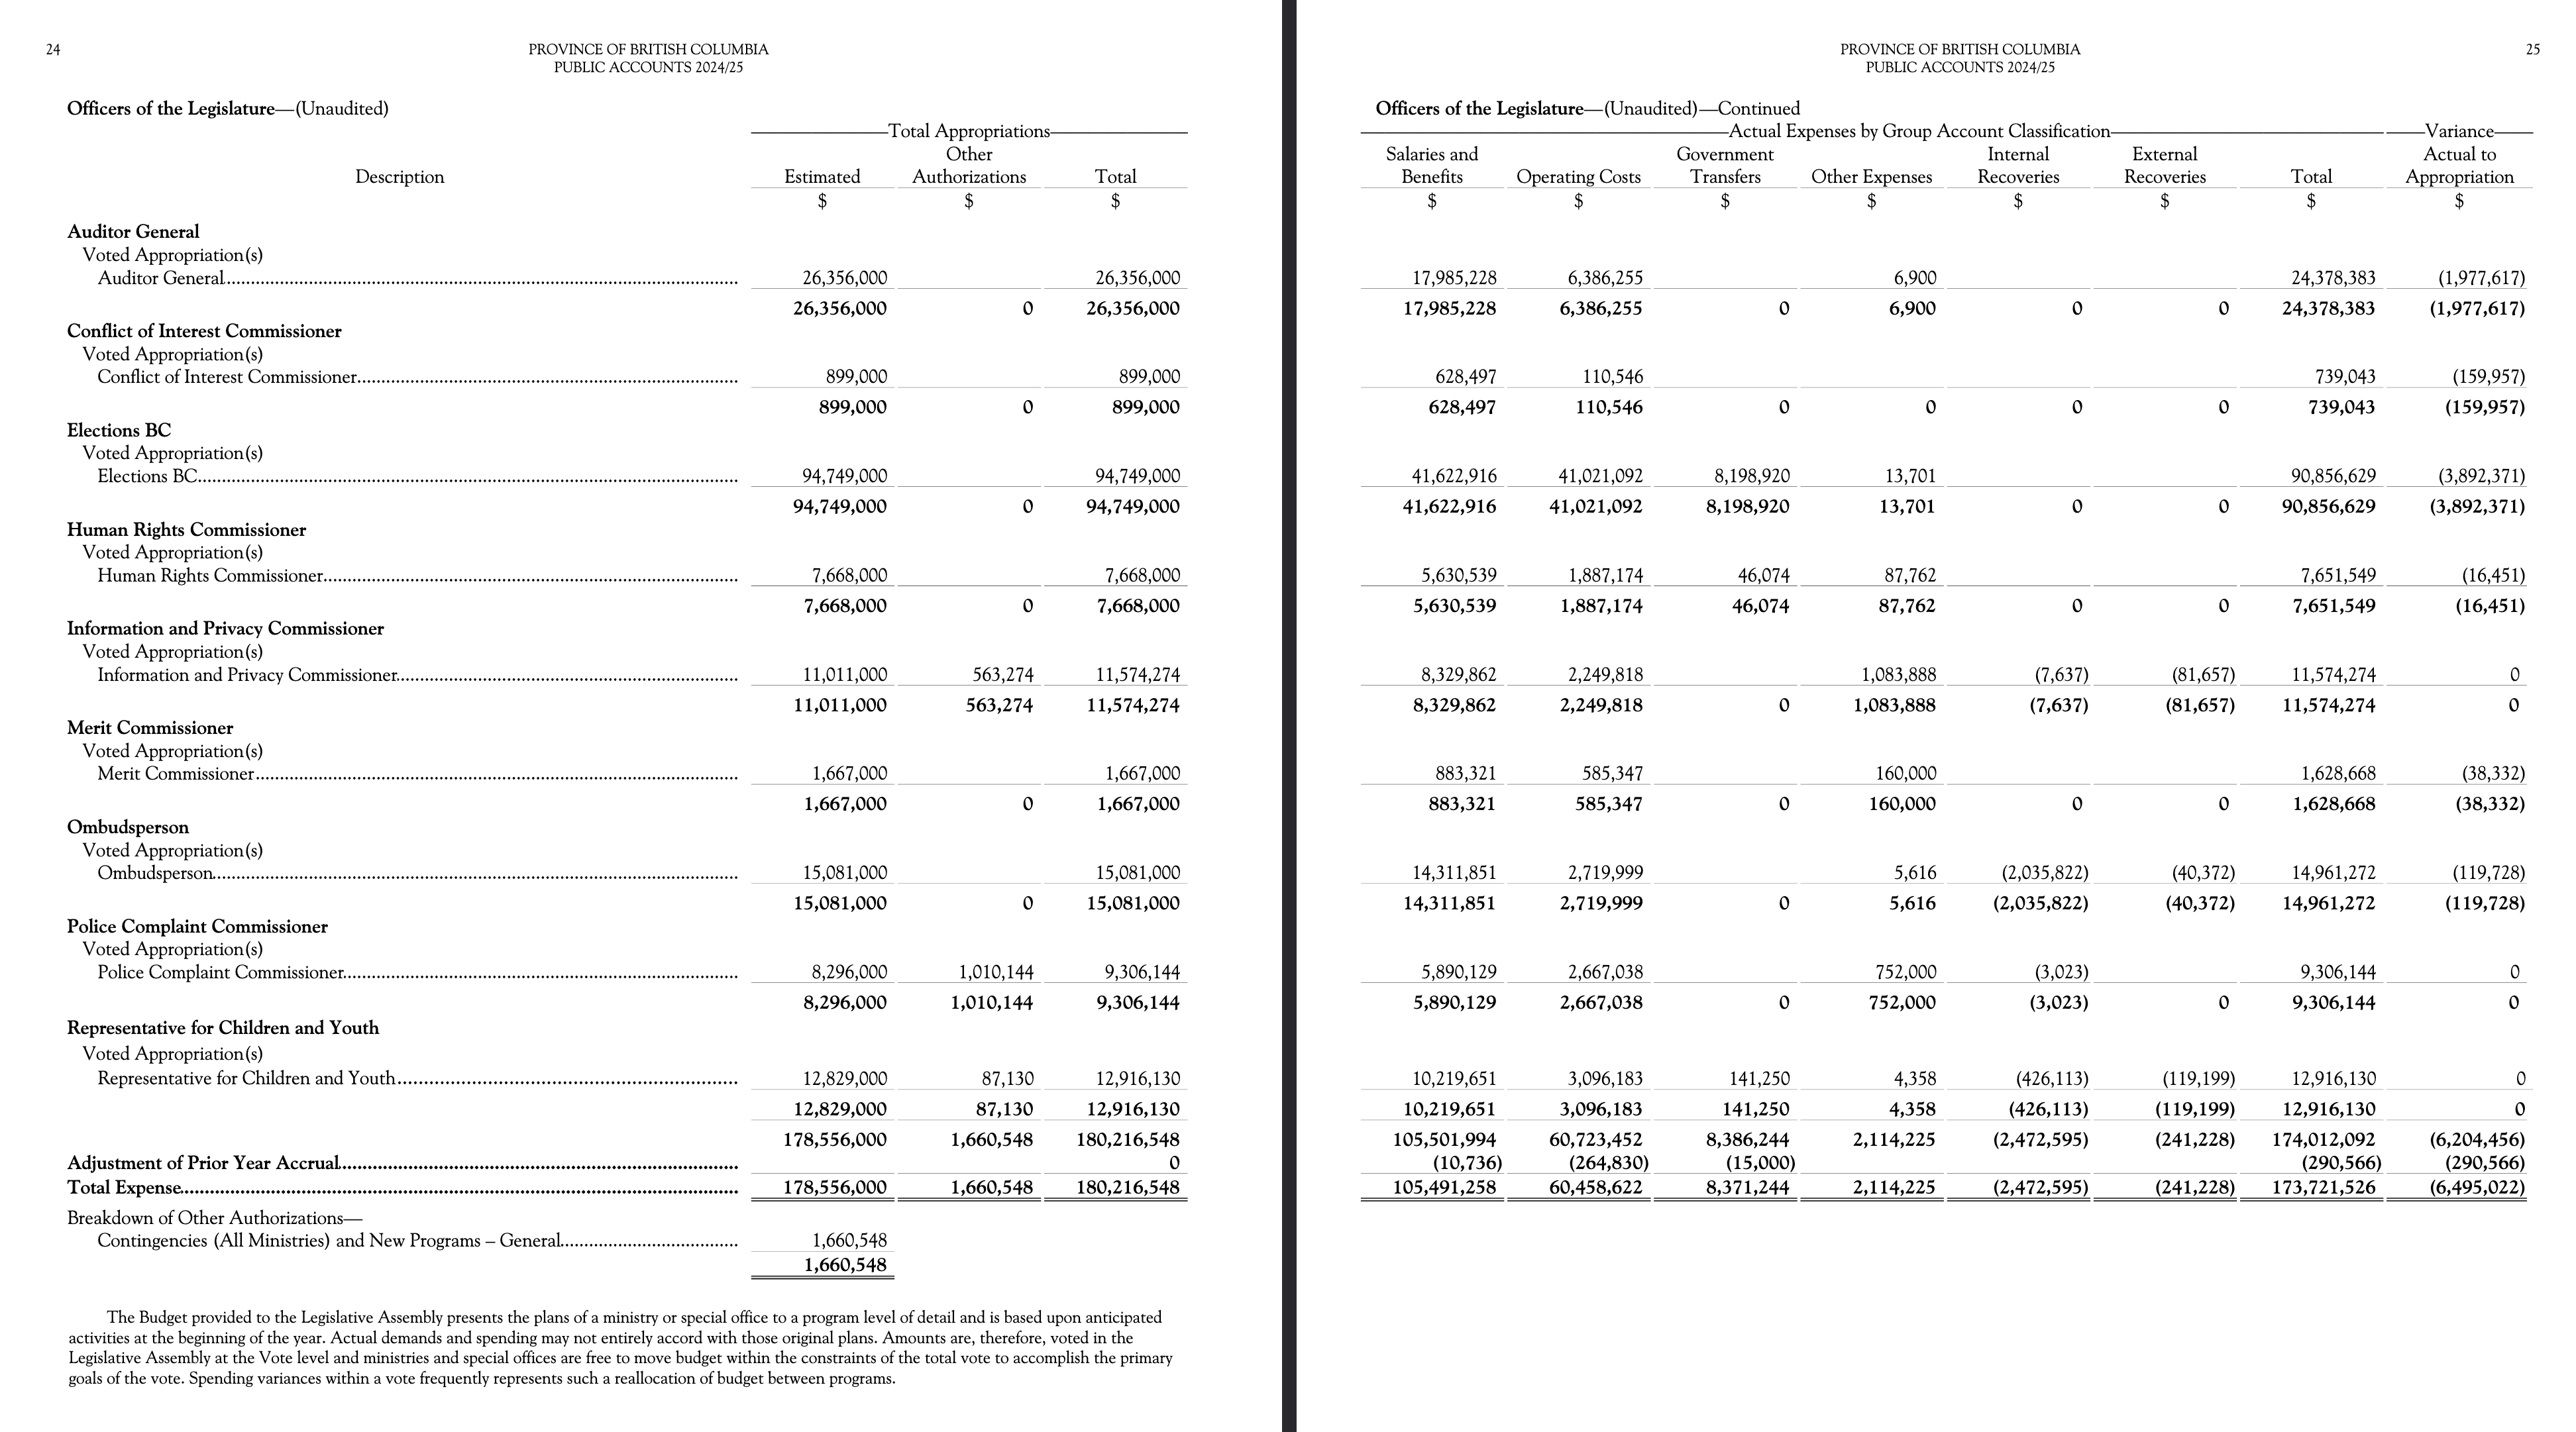 24
PROVINCE OF BRITISH COLUMBIA
PUBLIC ACCOUNTS 2024/25
Officers of the Legislature—(Unaudited)
Total Appropriations
Other
Description Estimated Authorizations Total
$ $ $
Auditor General
Voted Appropriation(s)
Auditor General 26,356,000 26,356,000
26,356,000 0 26,356,000
Conflict of Interest Commissioner
Voted Appropriation(s)
Conflict of Interest Commissioner 899,000 899,000
899,000 0 899,000
Elections BC
Voted Appropriation(s)
Elections BC 94,749,000 94,749,000
94,749,000 0 94,749,000
Human Rights Commissioner
Voted Appropriation(s)
Human Rights Commissioner 7,668,000 7,668,000
7,668,000 0 7,668,000
Information and Privacy Commissioner
Voted Appropriation(s)
Information and Privacy Commissioner 11,011,000 563,274 11,574,274
11,011,000 563,274 11,574,274
Merit Commissioner
Voted Appropriation(s)
Merit Commissioner 1,667,000 1,667,000
1,667,000 0 1,667,000
Ombudsperson
Voted Appropriation(s)
Ombudsperson 15,081,000 15,081,000
15,081,000 0 15,081,000
Police Complaint Commissioner
Voted Appropriation(s)
Police Complaint Commissioner 8,296,000 1,010,144 9,306,144
8,296,000 1,010,144 9,306,144
Representative for Children and Youth
Voted Appropriation(s)
Representative for Children and Youth 12,829,000 87,130 12,916,130
12,829,000 87,130 12,916,130
178,556,000 1,660,548 180,216,548
Adjustment of Prior Year Accrual 0
Total Expense 178,556,000 1,660,548 180,216,548
Breakdown of Other Authorizations—
Contingencies (All Ministries) and New Programs – General 1,660,548
1,660,548
The Budget provided to the Legislative Assembly presents the plans of a ministry or special office to a program level of detail and is based upon anticipated
activities at the beginning of the year. Actual demands and spending may not entirely accord with those original plans. Amounts are, therefore, voted in the
Legislative Assembly at the Vote level and ministries and special offices are free to move budget within the constraints of the total vote to accomplish the primary
goals of the vote. Spending variances within a vote frequently represents such a reallocation of budget between programs.
PROVINCE OF BRITISH COLUMBIA
PUBLIC ACCOUNTS 2024/25
25
Officers of the Legislature—(Unaudited)—Continued
Actual Expenses by Group Account Classification Variance
Salaries and Government Internal External Actual to
Benefits Operating Costs Transfers Other Expenses Recoveries Recoveries Total Appropriation
$ $ $ $ $ $ $ $
17,985,228 6,386,255 6,900 24,378,383 (1,977,617)
17,985,228 6,386,255 0 6,900 0 0 24,378,383 (1,977,617)
628,497 110,546 739,043 (159,957)
628,497 110,546 0 0 0 0 739,043 (159,957)
41,622,916 41,021,092 8,198,920 13,701 90,856,629 (3,892,371)
41,622,916 41,021,092 8,198,920 13,701 0 0 90,856,629 (3,892,371)
5,630,539 1,887,174 46,074 87,762 7,651,549 (16,451)
5,630,539 1,887,174 46,074 87,762 0 0 7,651,549 (16,451)
8,329,862 2,249,818 1,083,888 (7,637) (81,657) 11,574,274 0
8,329,862 2,249,818 0 1,083,888 (7,637) (81,657) 11,574,274 0
883,321 585,347 160,000 1,628,668 (38,332)
883,321 585,347 0 160,000 0 0 1,628,668 (38,332)
14,311,851 2,719,999 5,616 (2,035,822) (40,372) 14,961,272 (119,728)
14,311,851 2,719,999 0 5,616 (2,035,822) (40,372) 14,961,272 (119,728)
5,890,129 2,667,038 752,000 (3,023) 9,306,144 0
5,890,129 2,667,038 0 752,000 (3,023) 0 9,306,144 0
10,219,651 3,096,183 141,250 4,358 (426,113) (119,199) 12,916,130 0
10,219,651 3,096,183 141,250 4,358 (426,113) (119,199) 12,916,130 0
105,501,994 60,723,452 8,386,244 2,114,225 (2,472,595) (241,228) 174,012,092 (6,204,456)
(10,736) (264,830) (15,000) (290,566) (290,566)
105,491,258 60,458,622 8,371,244 2,114,225 (2,472,595) (241,228) 173,721,526 (6,495,022)